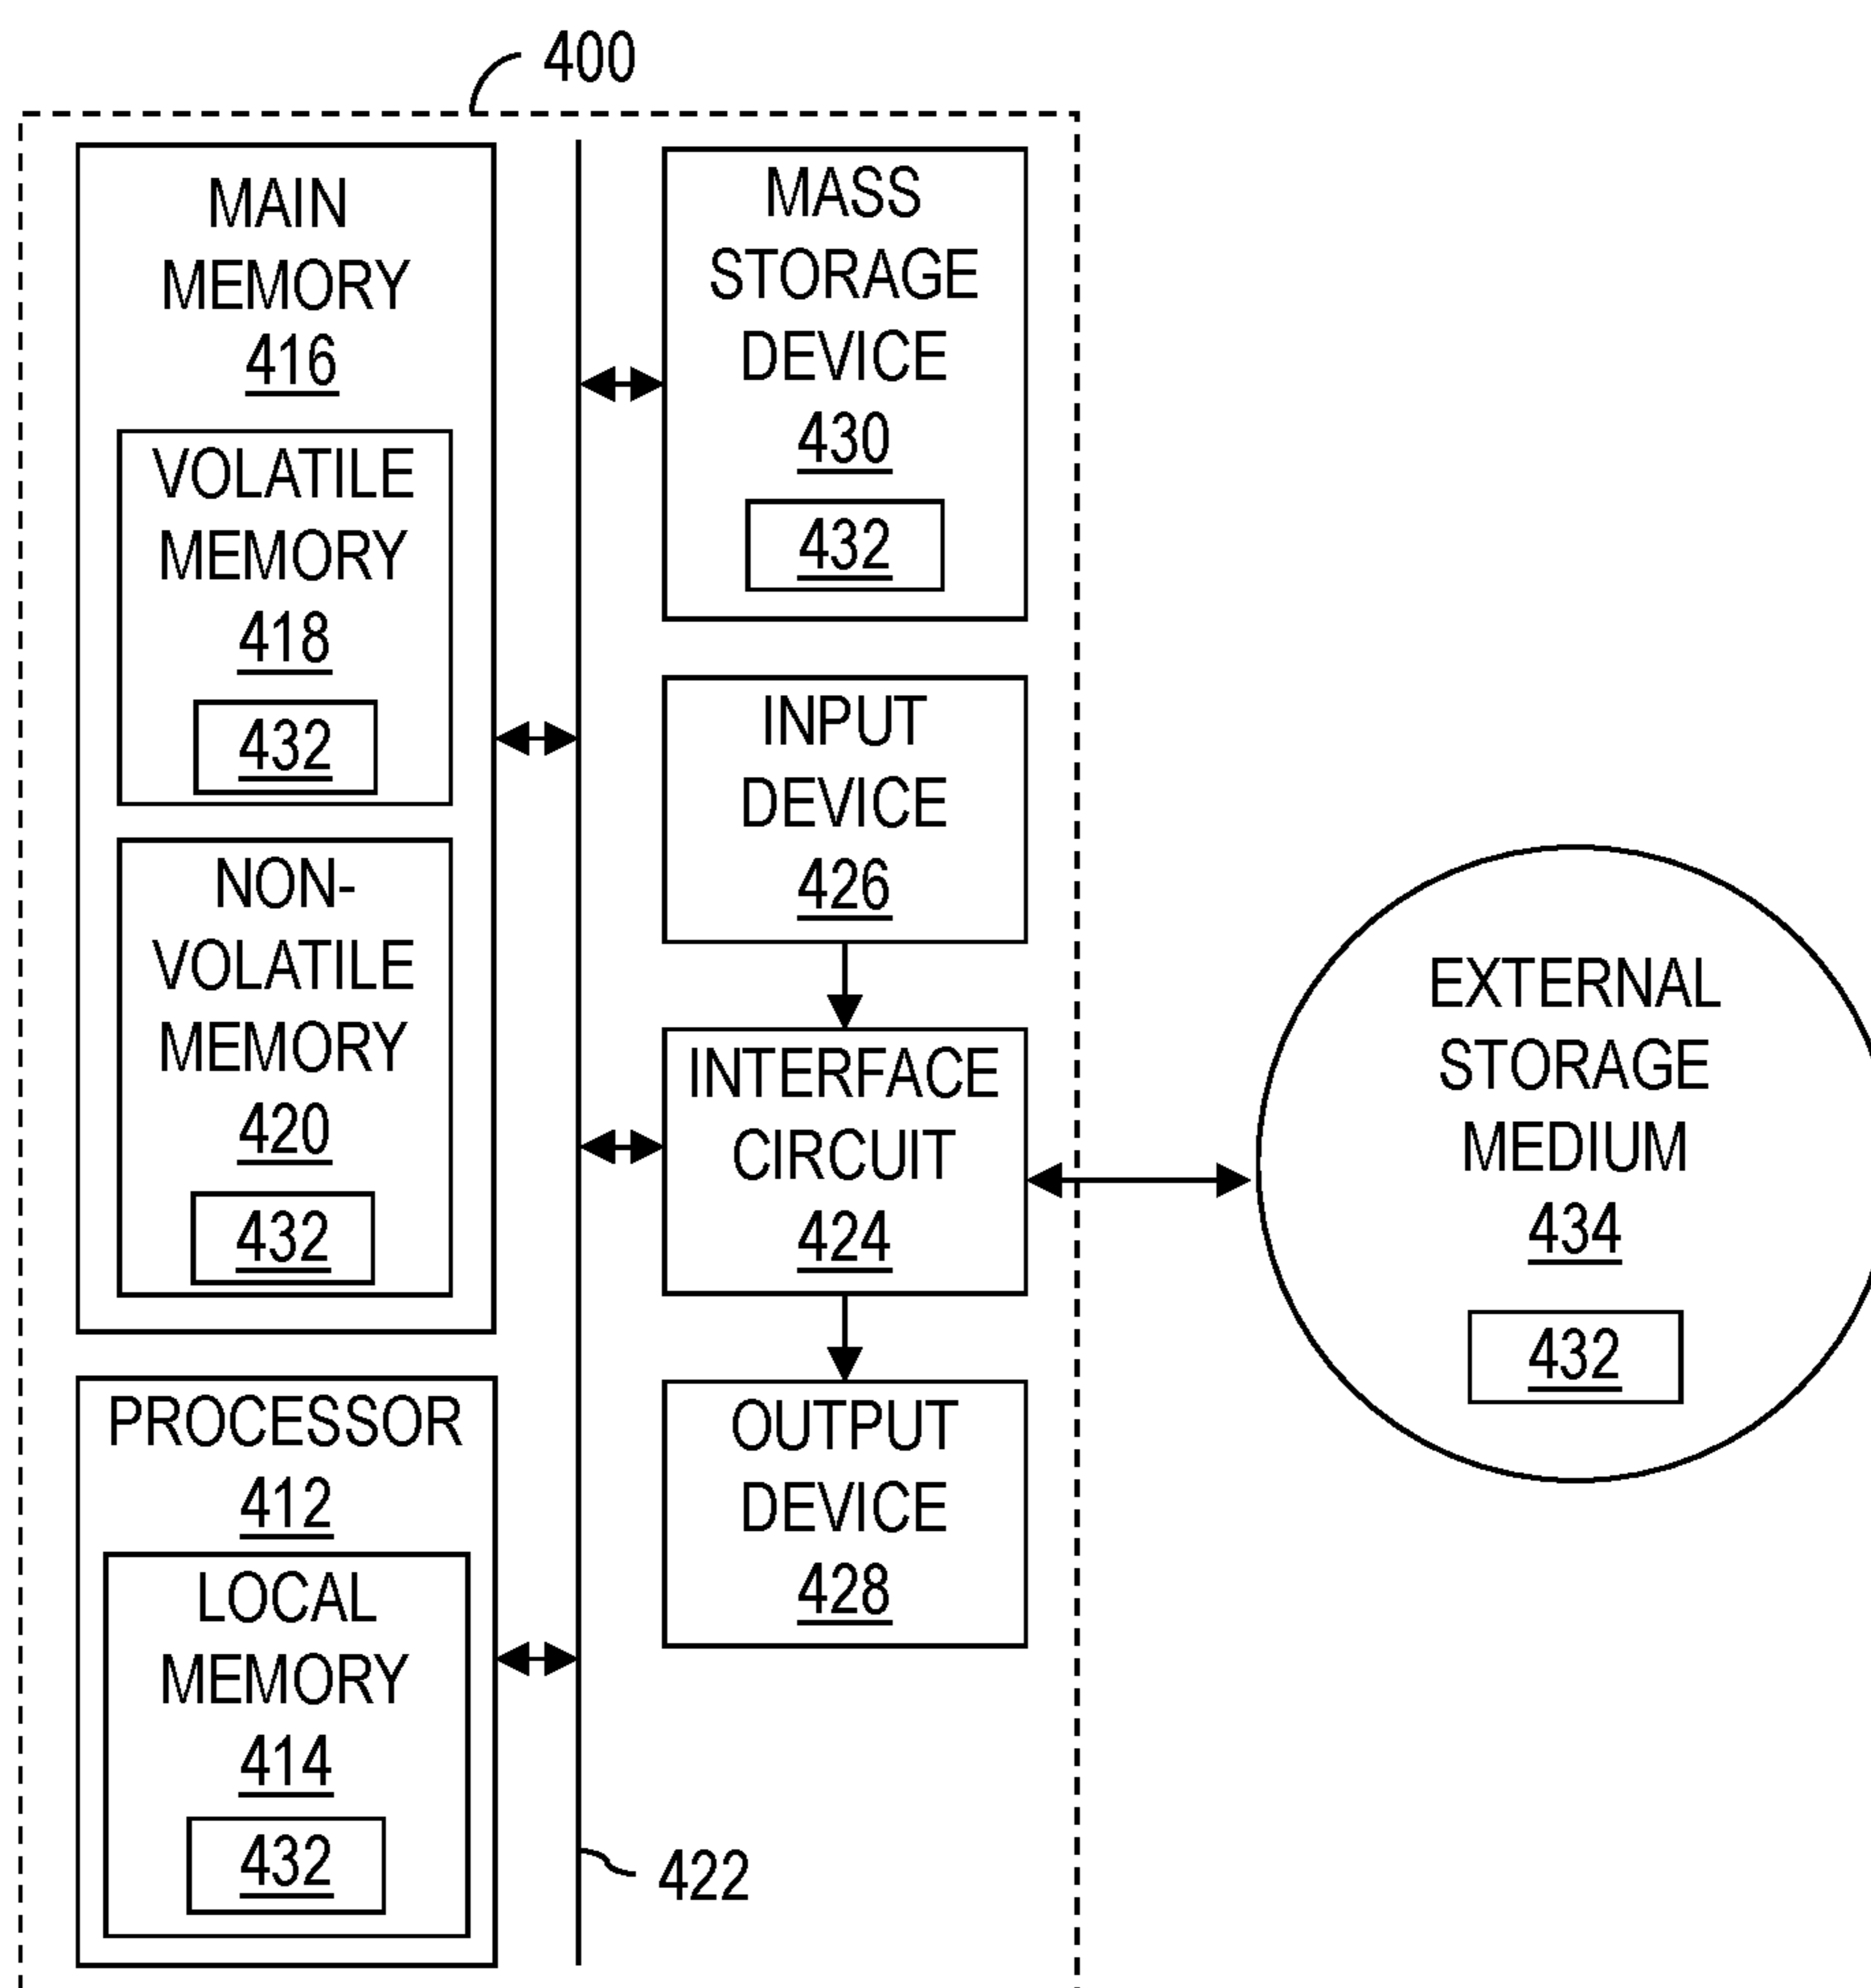 400
MAIN
MEMORY
416
VOLATILE
MEMORY
418
432
NON-
VOLATILE
MEMORY
420
432
PROCESSOR
412
LOCAL
MEMORY
414
432
MASS
STORAGE
DEVICE
430
432
INPUT
DEVICE
426
INTERFACE
CIRCUIT
424
OUTPUT
DEVICE
428
422
EXTERNAL
STORAGE
MEDIUM
434
432